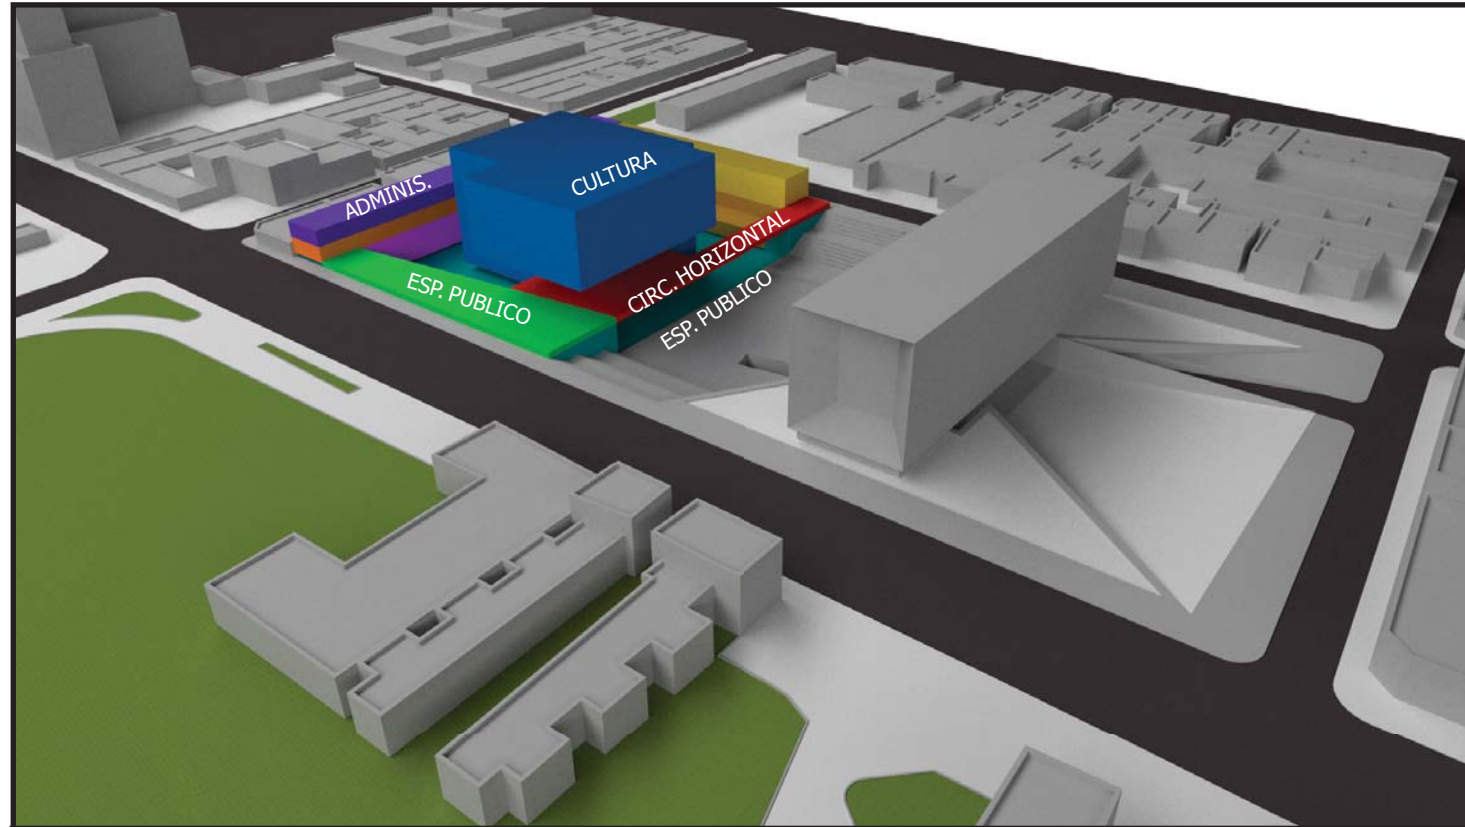 ADMINIS.
CULTURA
ESP. PUBLICO
CIRC. HORIZONTAL
ESP. PUBLICO